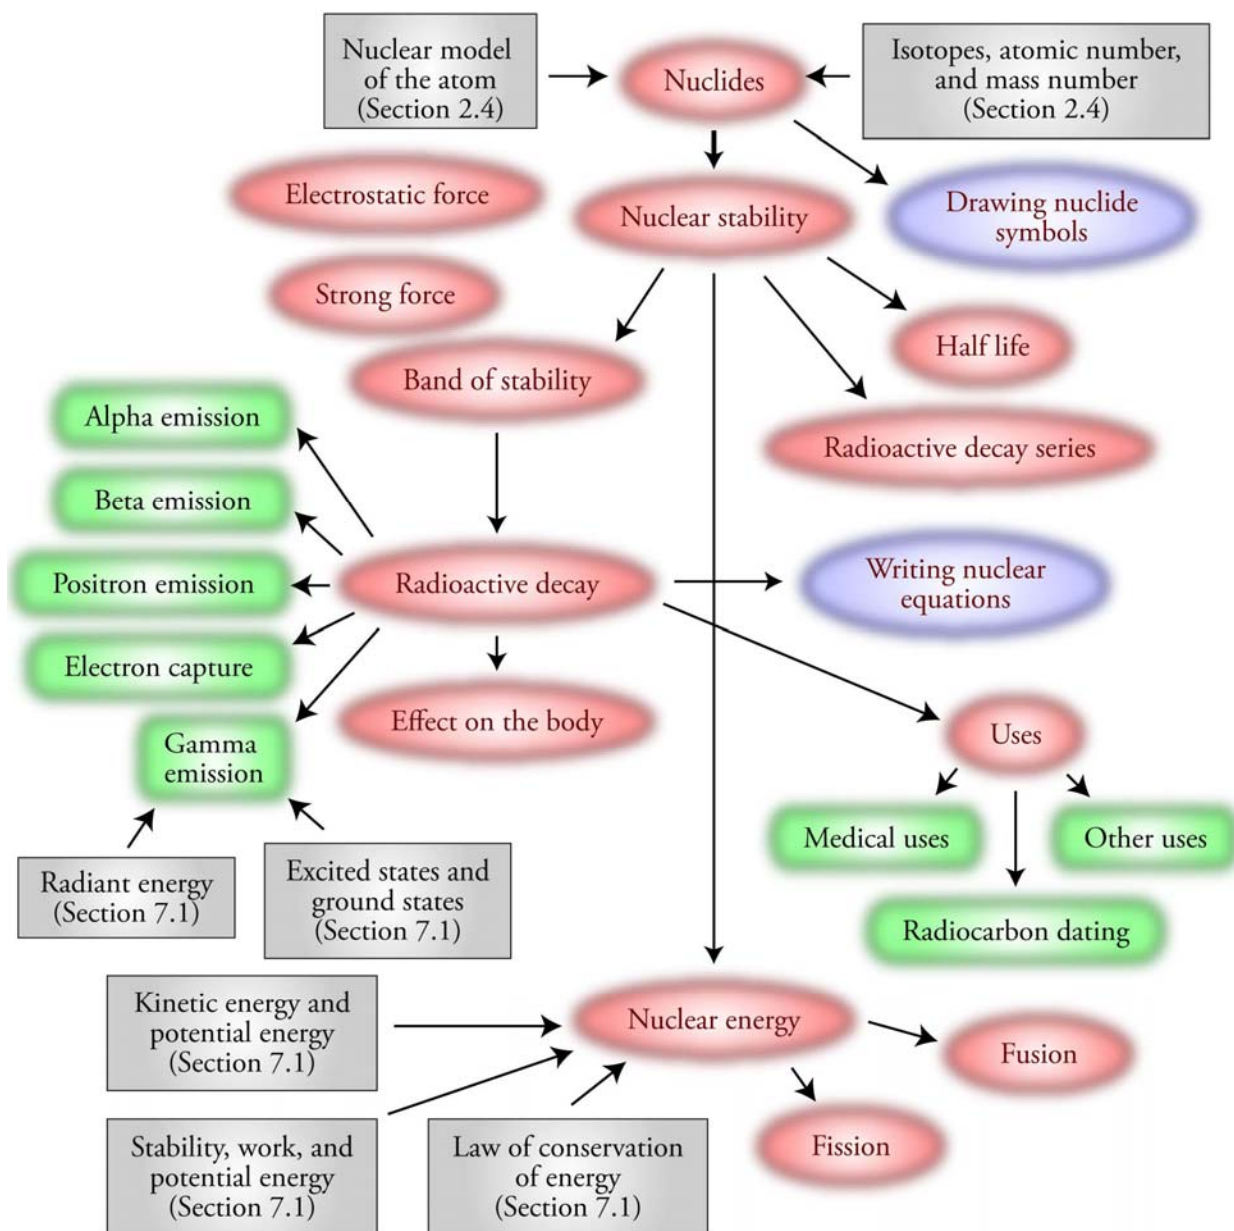 Nuclear model
of the atom
(Section 2.4)
Nuclides
Isotopes, atomic number,
and mass number
(Section 2.4)
Electrostatic force
Nuclear stability
Drawing nuclide
symbols
Strong force
Half life
Band of stability
Alpha emission
Radioactive decay series
Beta emission
Positron emission
Radioactive decay
Writing nuclear
equations
Electron capture
Effect on the body
Uses
Gamma
emission
Medical uses
Other uses
Radiant energy
(Section 7.1)
Excited states and
ground states
(Section 7.1)
Radiocarbon dating
Kinetic energy and
potential energy
(Section 7.1)
Nuclear energy
Fusion
Stability, work, and
potential energy
(Section 7.1)
Law of conservation
of energy
(Section 7.1)
Fission